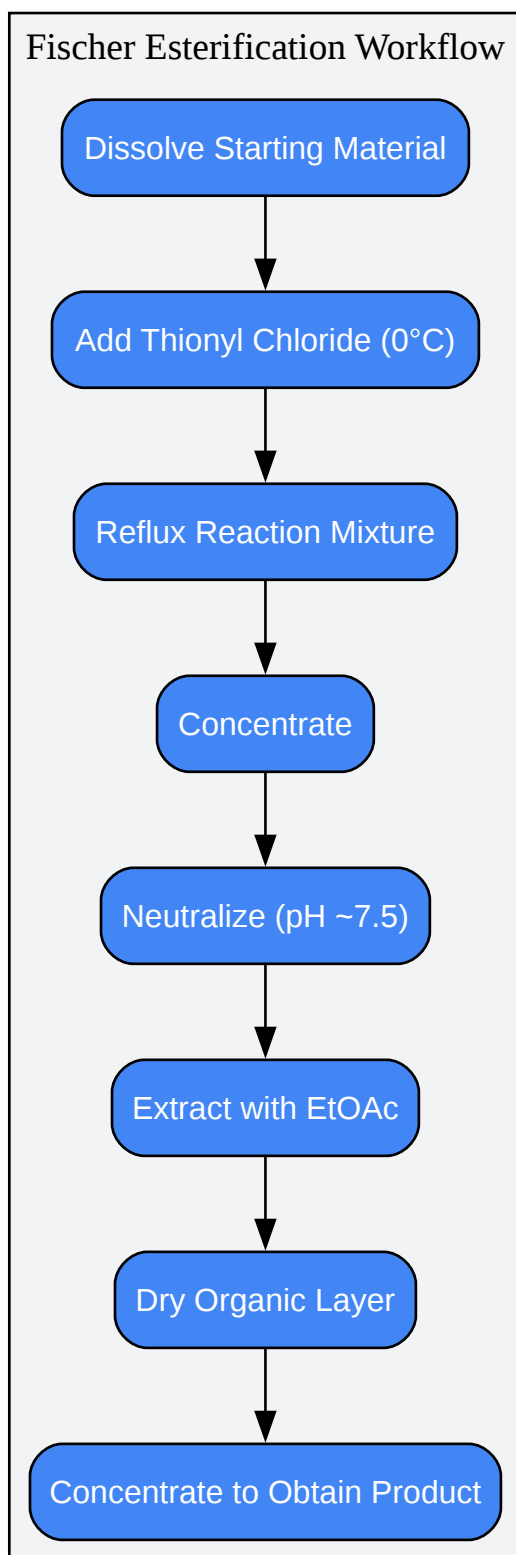 Fischer Esterification Workflow
Dissolve Starting Material
Add Thionyl Chloride (0°C)
Reflux Reaction Mixture
Concentrate
Neutralize (pH ~7.5)
Extract with EtOAc
Dry Organic Layer
Concentrate to Obtain Product